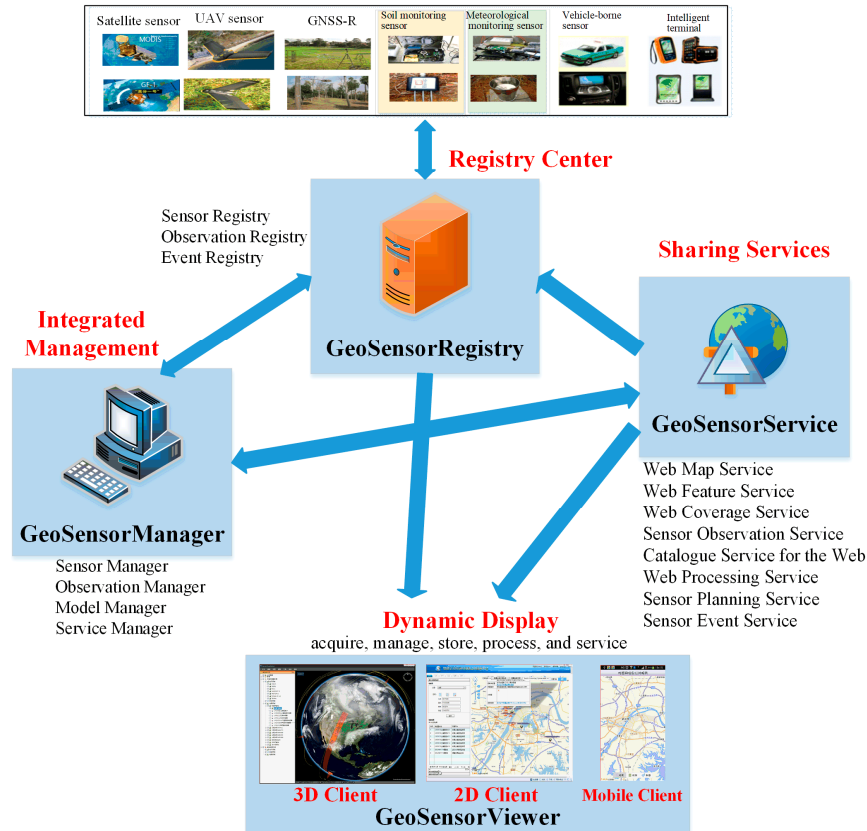 Satellite sensor
UAV sensor
GNSS-R
Soil monitoring
sensor
Meteorological
monitoring sensor
Vehicle-borne
sensor
Intelligent
terminal
MODIS
GF-1
Registry Center
Sensor Registry
Observation Registry
Event Registry
GeoSensorRegistry
Sharing Services
GeoSensorService
Integrated
Management
GeoSensorManager
Sensor Manager
Observation Manager
Model Manager
Service Manager
Web Map Service
Web Feature Service
Web Coverage Service
Sensor Observation Service
Catalogue Service for the Web
Web Processing Service
Sensor Planning Service
Sensor Event Service
Dynamic Display
acquire, manage, store, process, and service
3D Client
2D Client
Mobile Client
GeoSensorViewer